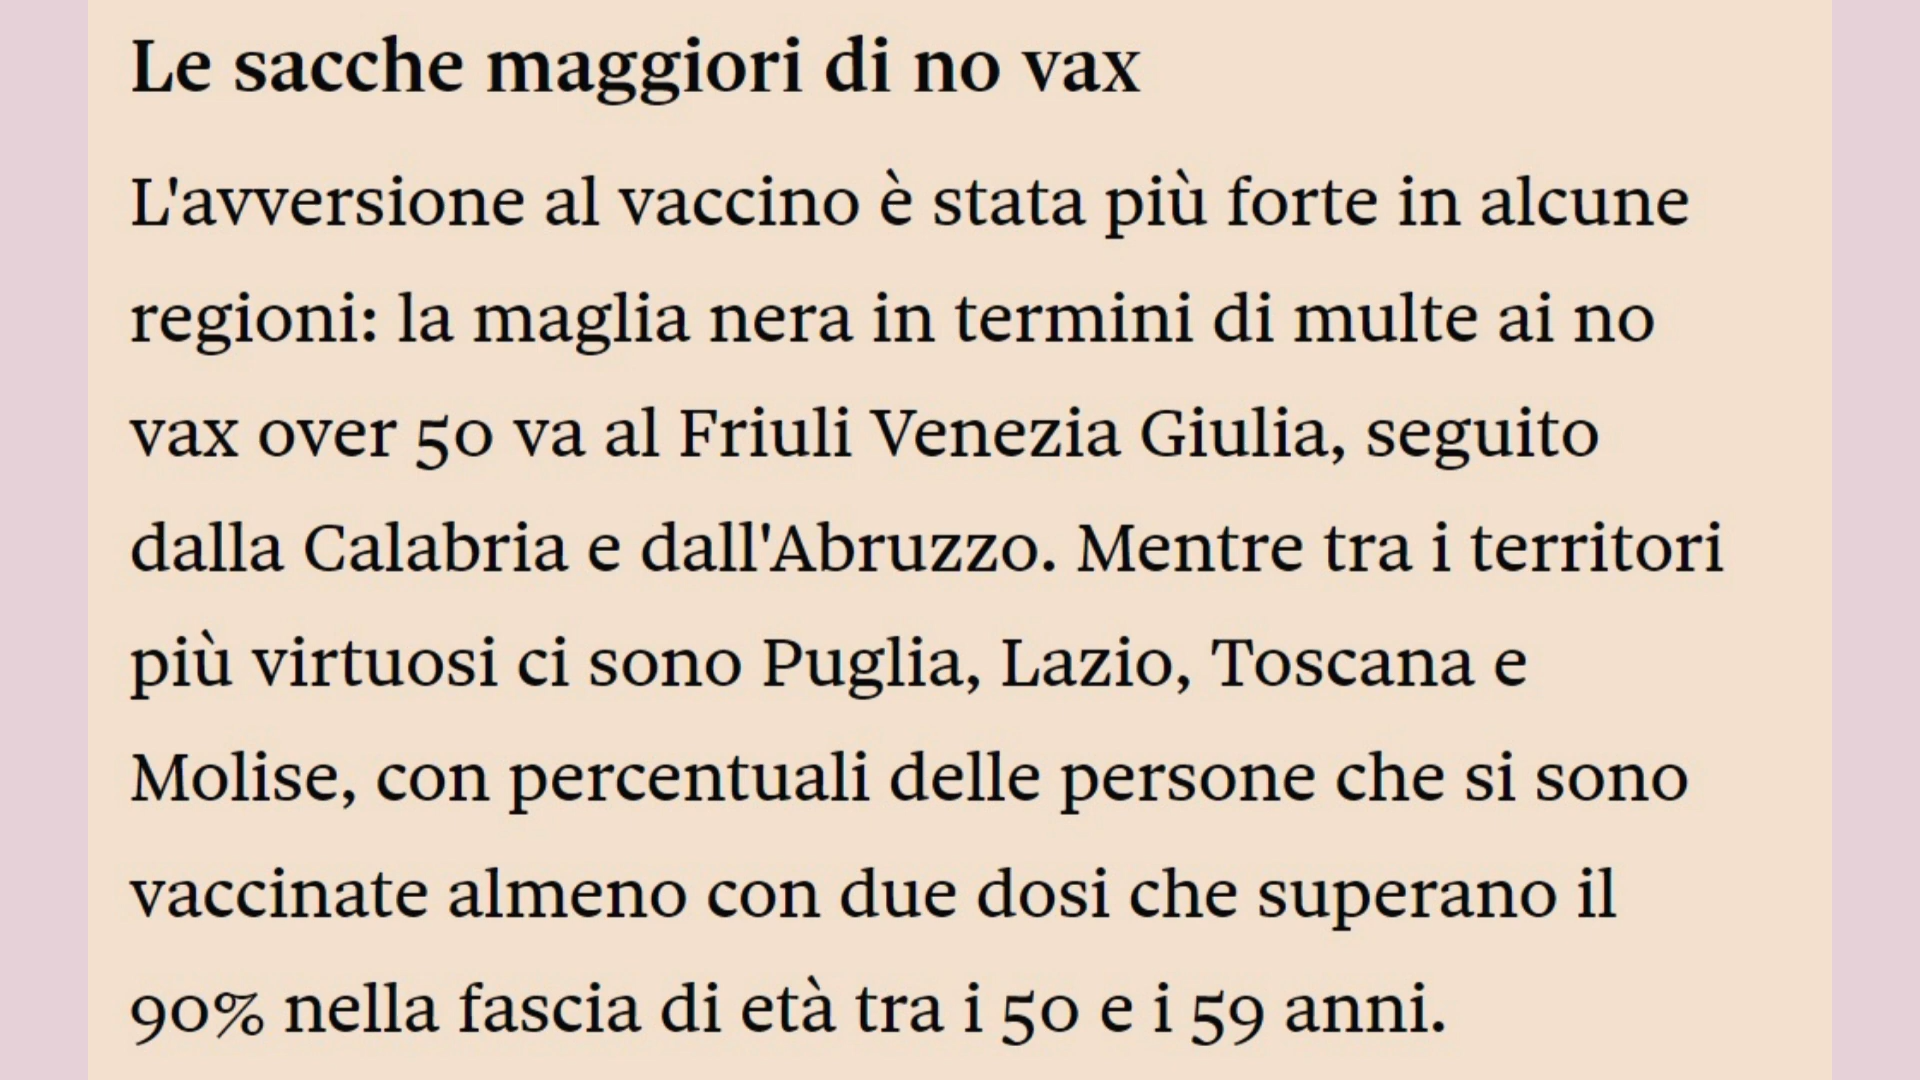 Le sacche maggiori di no vax
L'avversione al vaccino è stata più forte in alcune
regioni: la maglia nera in termini di multe ai no
vax over 50 va al Friuli Venezia Giulia, seguito
dalla Calabria e dall'Abruzzo. Mentre tra i territori
più virtuosi ci sono Puglia, Lazio, Toscana e
Molise, con percentuali delle persone che si sono
vaccinate almeno con due dosi che superano il
90% nella fascia di età tra i 50 e i 59 anni.